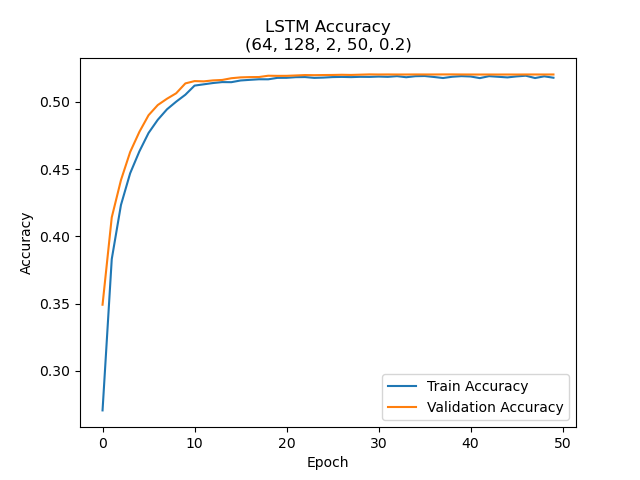 LSTM Accuracy
(64, 128, 2, 50, 0.2)
Accuracy
0.50
0.45
0.40
0.35
0.30
Train Accuracy
Validation Accuracy
0 10 20 30 40 50
Epoch